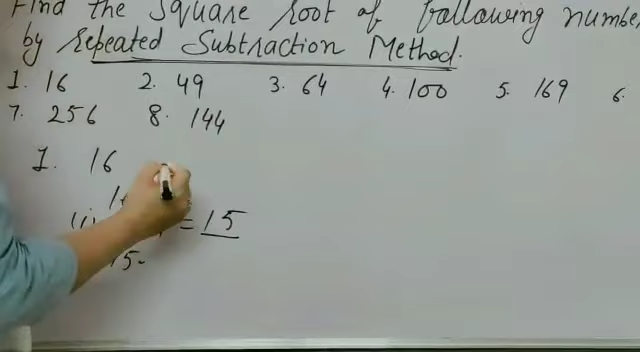 Find the square root of following number
by Repeated Subtraction Method.
1. 16 2. 49 3. 64 4. 100 5. 169 6.
7. 256 8. 144
1. 16
(i) = 15
15-